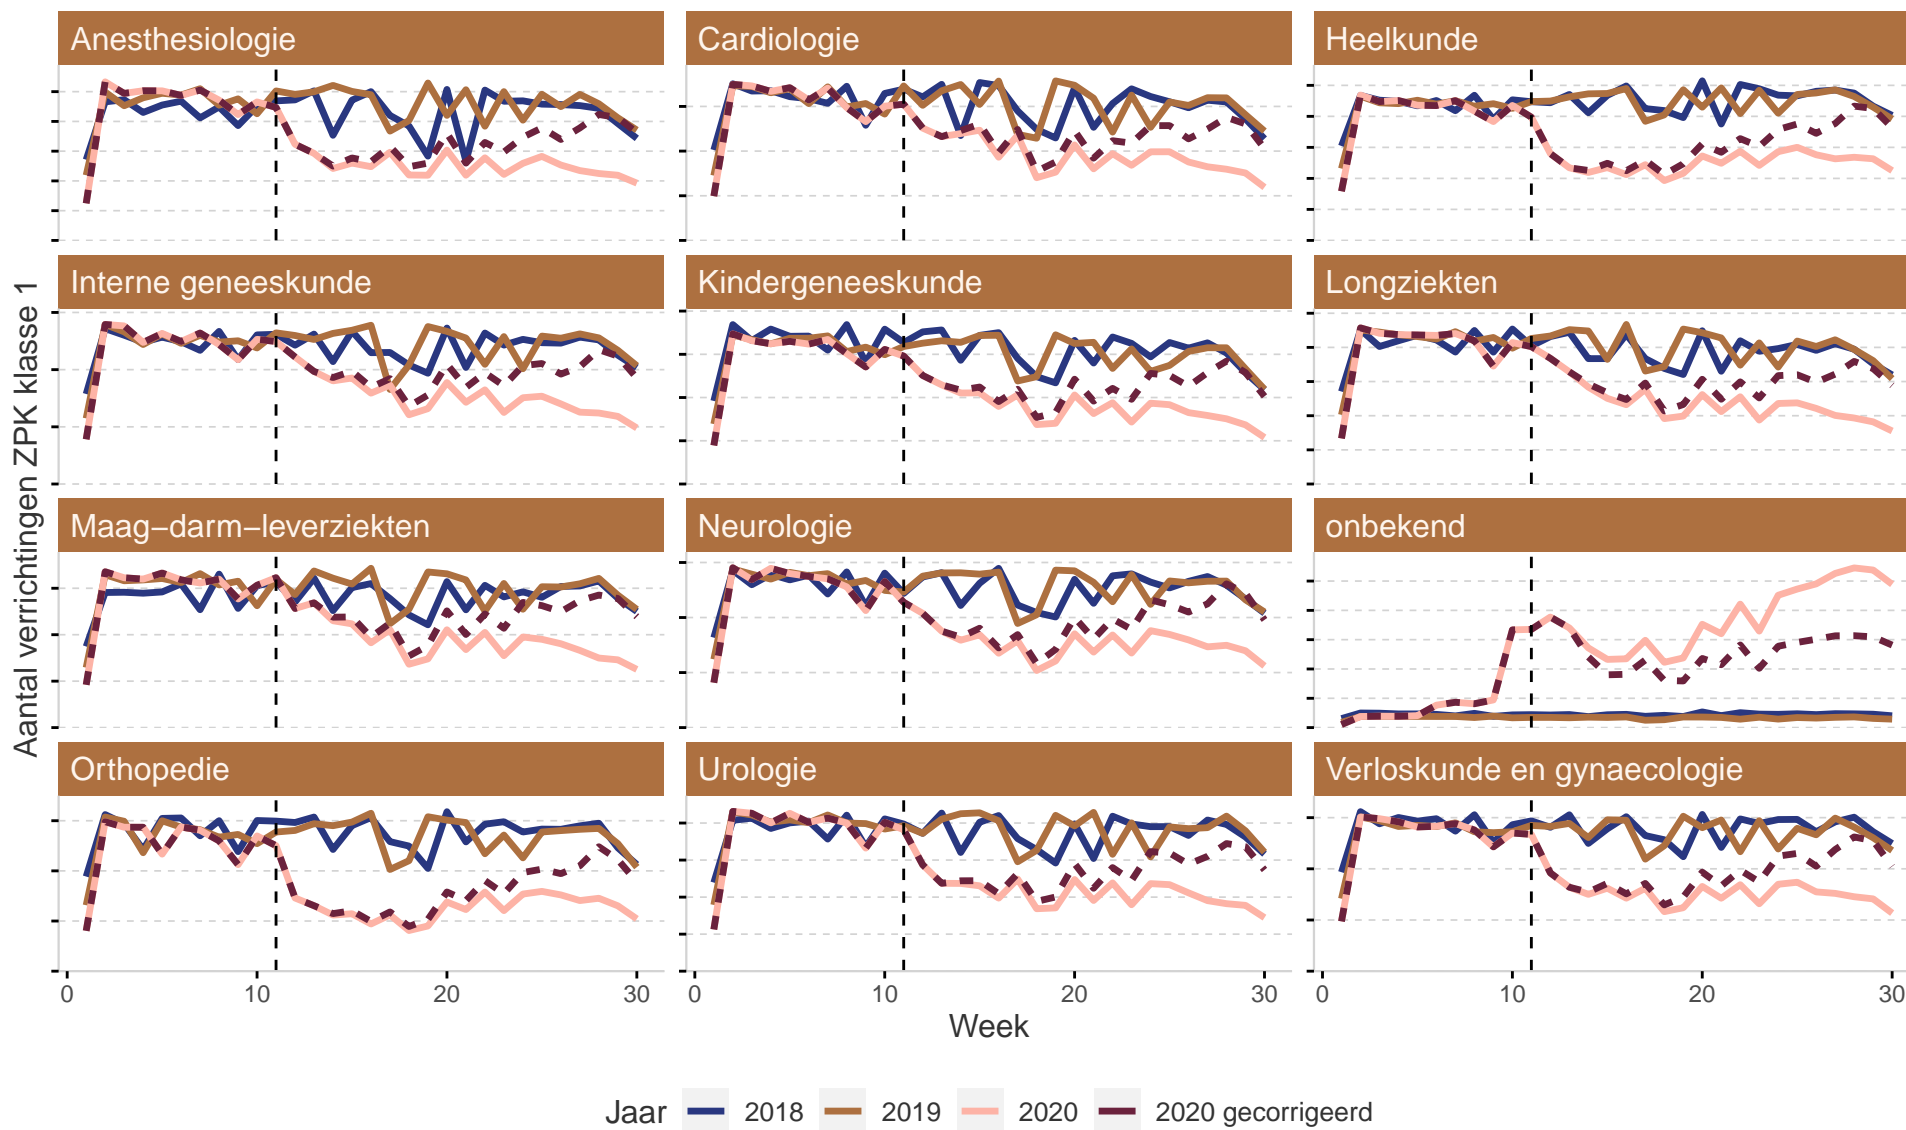 Anesthesiologie
Cardiologie
Heelkunde
Interne geneeskunde
Kindergeneeskunde
Longziekten
Maag−darm−leverziekten
Neurologie
onbekend
Orthopedie
Urologie
Verloskunde en gynaecologie
Aantal verrichtingen ZPK klasse 1
0 10 20 30
0 10 20 30
0 10 20 30
Week
Jaar 2018 2019 2020 2020 gecorrigeerd